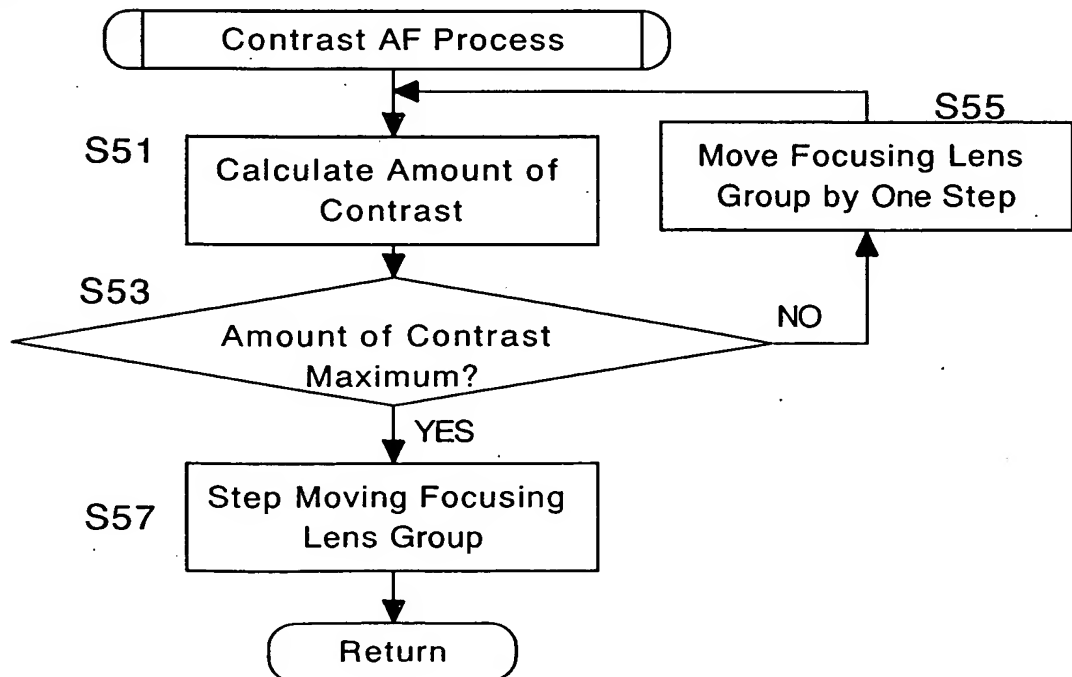 Contrast AF Process
S51
Calculate Amount of
Contrast
S55
Move Focusing Lens
Group by One Step
S53
Amount of Contrast
Maximum?
NO
YES
S57
Step Moving Focusing
Lens Group
Return